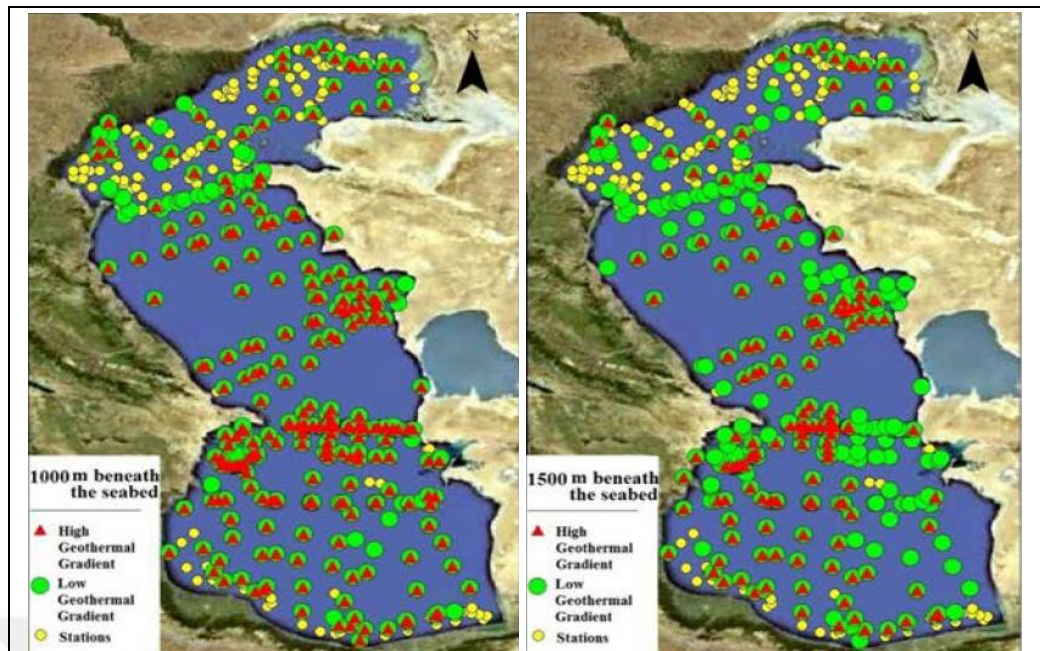 N
1000 m beneath
the seabed
High
Geothermal
Gradient
Low
Geothermal
Gradient
Stations
N
1500 m beneath
the seabed
High
Geothermal
Gradient
Low
Geothermal
Gradient
Stations